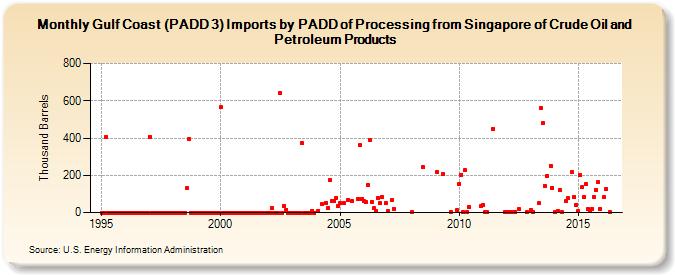 Monthly Gulf Coast (PADD 3) Imports by PADD of Processing from Singapore of Crude Oil and
Petroleum Products
Thousand Barrels
800
600
400
200
0
1995
2000
2005
2010
2015
Source: U.S. Energy Information Administration